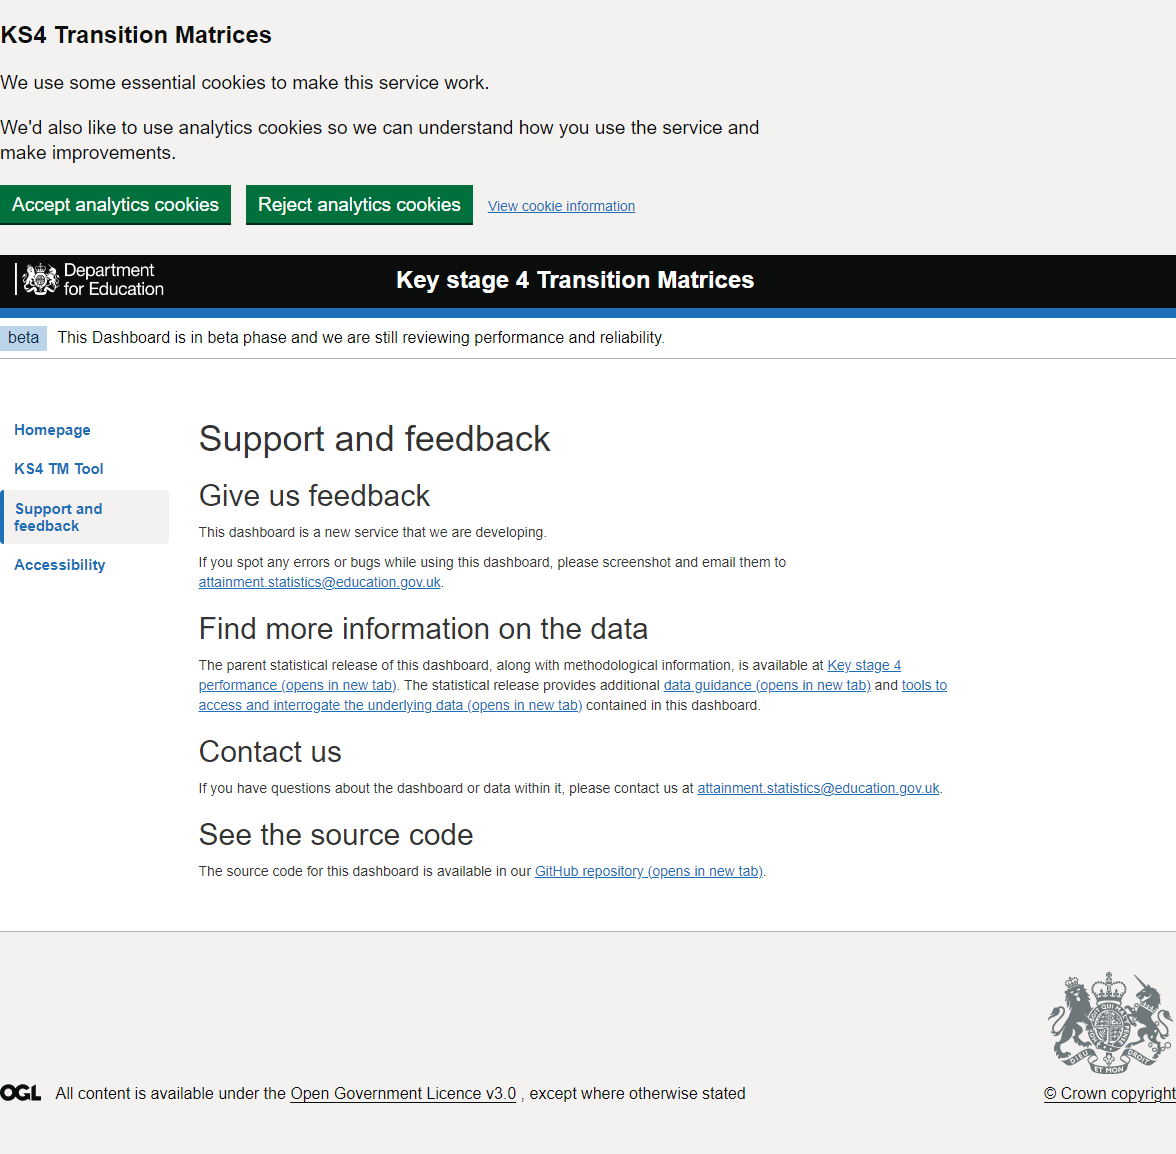 KS4 Transition Matrices
We use some essential cookies to make this service work.
We'd also like to use analytics cookies so we can understand how you use the service and
make improvements.
Accept analytics cookies
Reject analytics cookies
View cookie information
Department
for Education
Key stage 4 Transition Matrices
beta
This Dashboard is in beta phase and we are still reviewing performance and reliability.
Homepage
KS4 TM Tool
Support and
feedback
Accessibility
Support and feedback
Give us feedback
This dashboard is a new service that we are developing.
If you spot any errors or bugs while using this dashboard, please screenshot and email them to
attainment.statistics@education.gov.uk.
Find more information on the data
The parent statistical release of this dashboard, along with methodological information, is available at Key stage 4
performance (opens in new tab). The statistical release provides additional data guidance (opens in new tab) and tools to
access and interrogate the underlying data (opens in new tab) contained in this dashboard.
Contact us
If you have questions about the dashboard or data within it, please contact us at attainment.statistics@education.gov.uk.
See the source code
The source code for this dashboard is available in our GitHub repository (opens in new tab).
DIEU ET MON DROIT
OGL
All content is available under the Open Government Licence v3.0 , except where otherwise stated
© Crown copyright